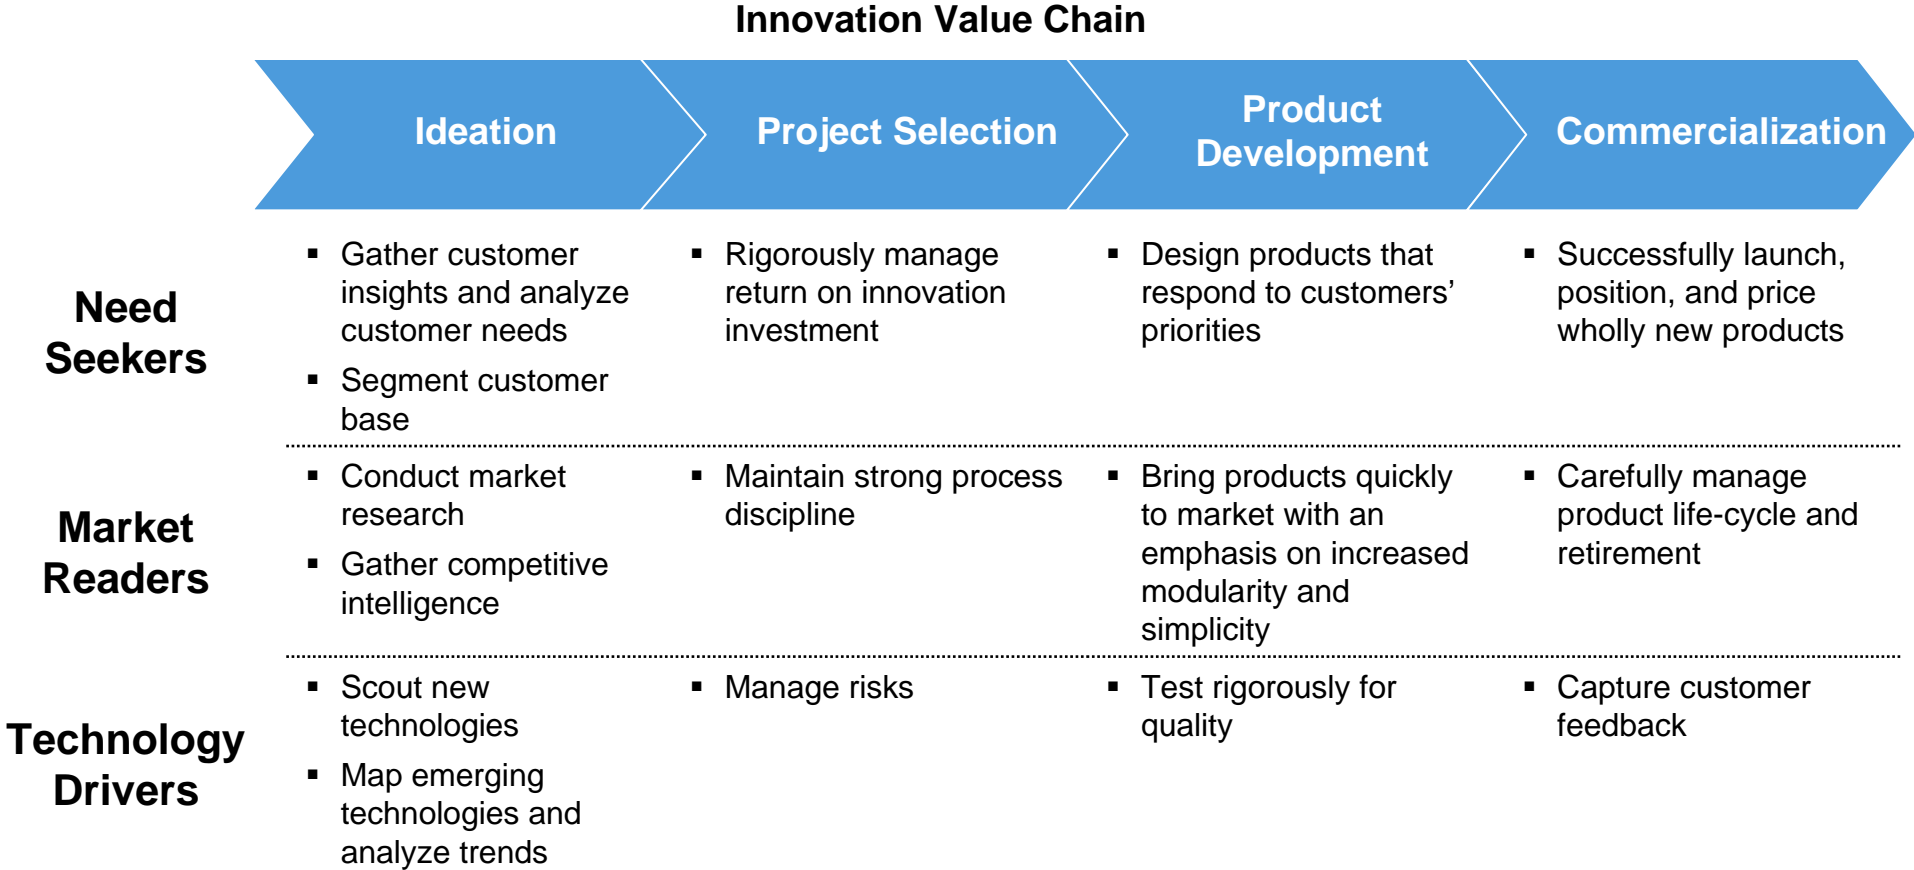 Innovation Value Chain
Ideation
Project Selection
Product
Development
Commercialization
Need
Seekers
▪ Gather customer
insights and analyze
customer needs
▪ Segment customer
base
▪ Rigorously manage
return on innovation
investment
▪ Design products that
respond to customers’
priorities
▪ Successfully launch,
position, and price
wholly new products
Market
Readers
▪ Conduct market
research
▪ Gather competitive
intelligence
▪ Maintain strong process
discipline
▪ Bring products quickly
to market with an
emphasis on increased
modularity and
simplicity
▪ Carefully manage
product life-cycle and
retirement
Technology
Drivers
▪ Scout new
technologies
▪ Map emerging
technologies and
analyze trends
▪ Manage risks
▪ Test rigorously for
quality
▪ Capture customer
feedback